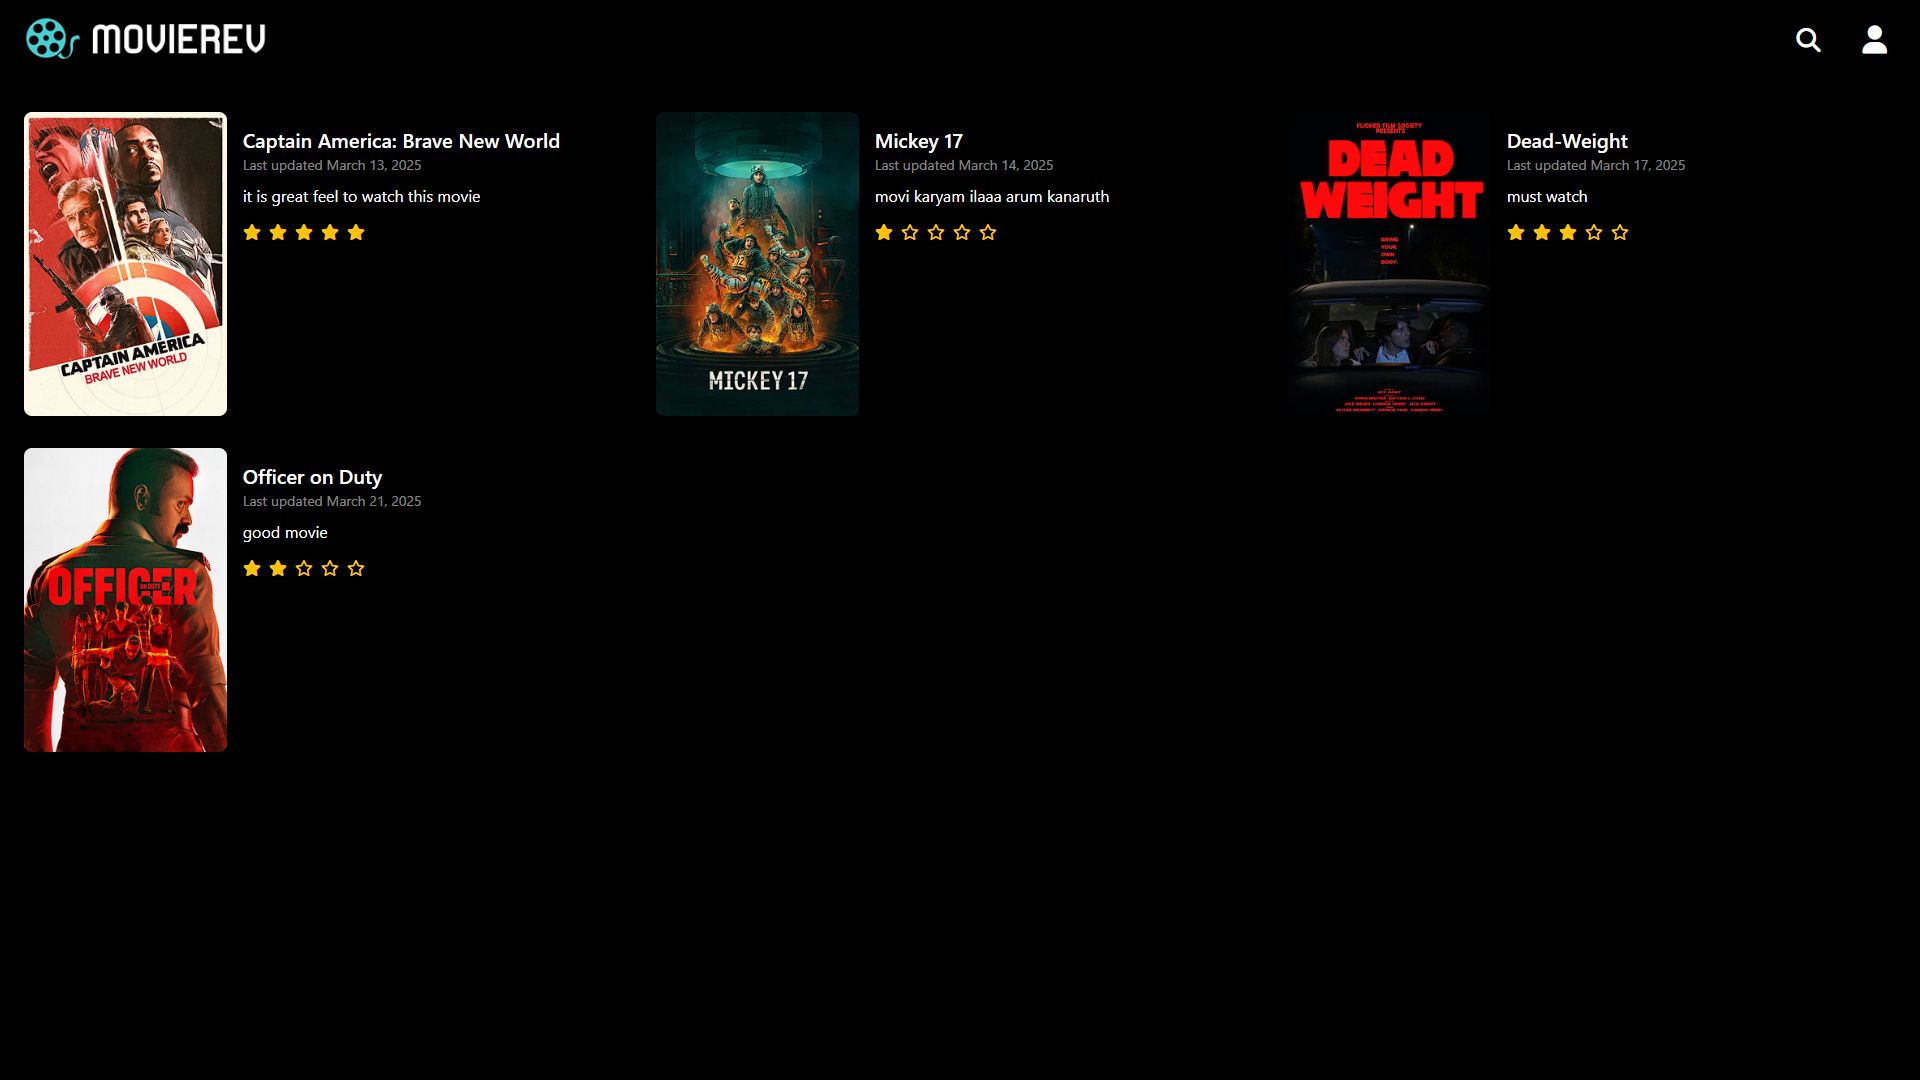 MOVIEREV
CAPTAIN AMERICA
BRAVE NEW WORLD
Captain America: Brave New World
Last updated March 13, 2025
it is great feel to watch this movie
MICKEY 17
Mickey 17
Last updated March 14, 2025
movi karyam ilaaa arum kanaruth
FLICKER FILM SOCIETY
PRESENTS
DEAD
WEIGHT
BRING
YOUR
OWN
BODY.
Dead-Weight
Last updated March 17, 2025
must watch
OFFICER
ON DUTY
Officer on Duty
Last updated March 21, 2025
good movie